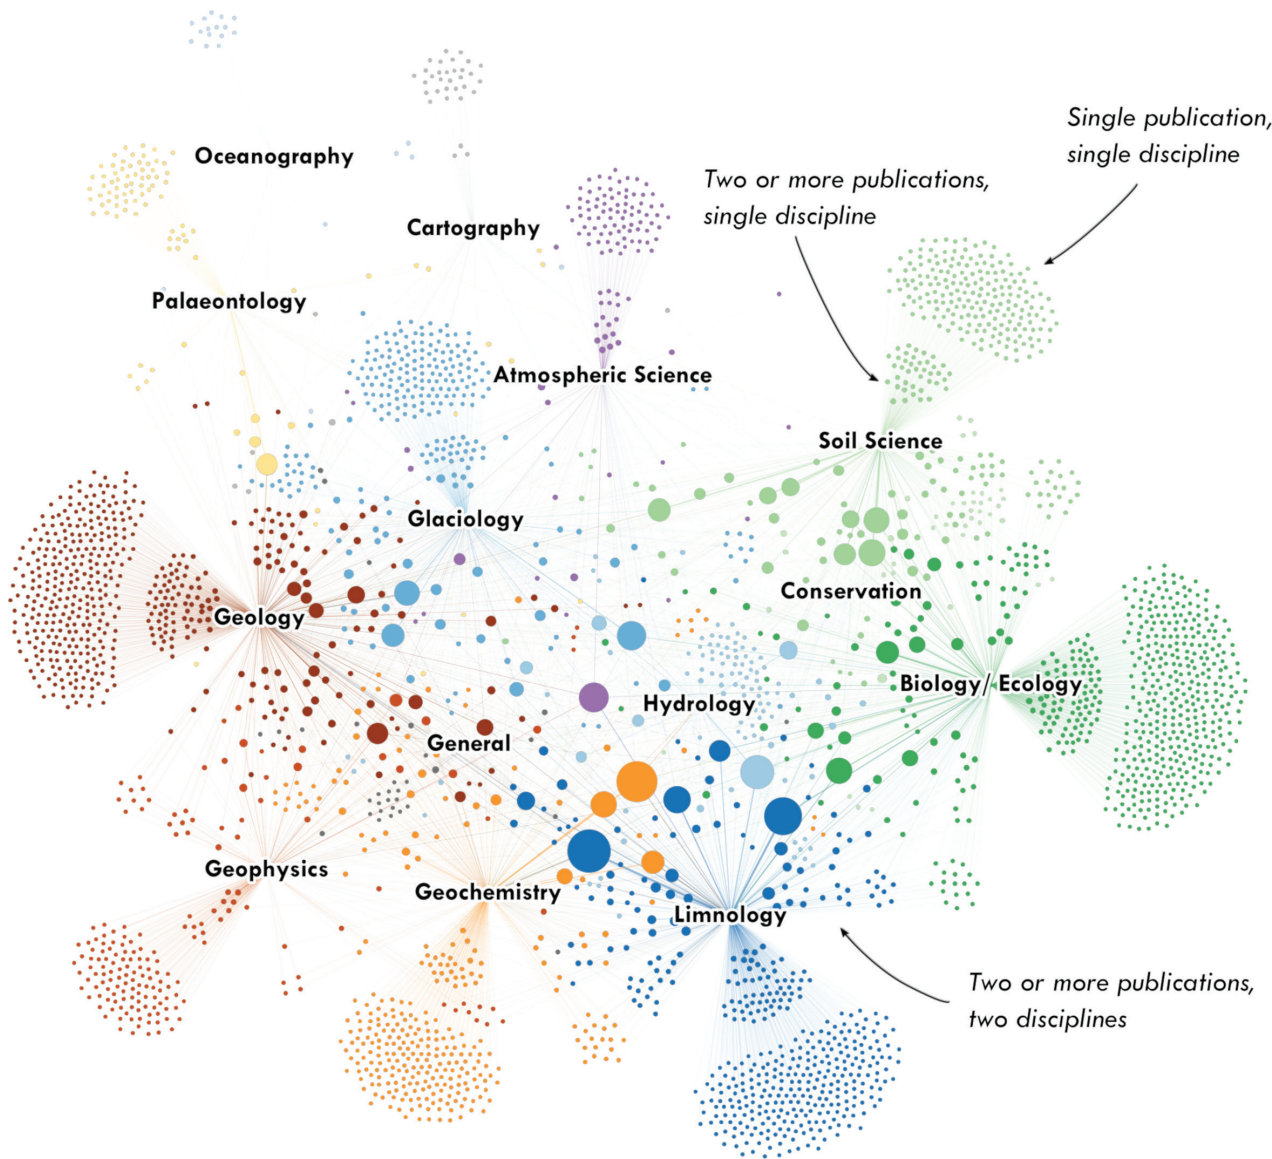 Single publication,
single discipline
Oceanography
Two or more publications,
single discipline
Cartography
Palaeontology
Atmospheric Science
Soil Science
Glaciology
Conservation
Geology
Biology/ Ecology
Hydrology
General
Geophysics
Geochemistry
Limnology
Two or more publications,
two disciplines